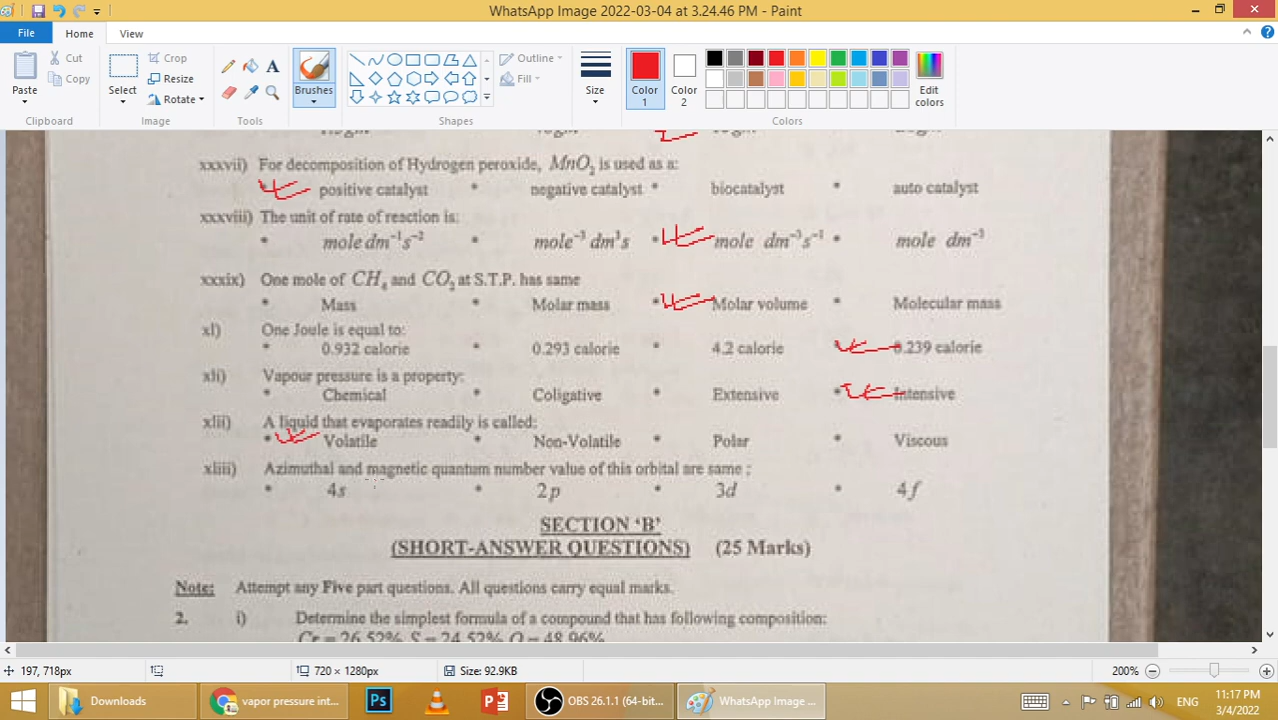 WhatsApp Image 2022-03-04 at 3.24.46 PM - Paint
File Home View
Paste
Cut
Copy
Clipboard
Select
Crop
Resize
Rotate
Image
Tools
Brushes
Outline
Fill
Shapes
Size
Color 1
Color 2
Edit colors
Colors
xxxvii) For decomposition of Hydrogen peroxide, MnO₂ is used as a:
* positive catalyst * negative catalyst * biocatalyst * auto catalyst
xxxviii) The unit of rate of reaction is:
* mole dm⁻¹s⁻² * mole⁻³ dm³s * mole dm⁻³s⁻¹ * mole dm⁻³
xxxix) One mole of CH₄ and CO₂ at S.T.P. has same
* Mass * Molar mass * Molar volume * Molecular mass
xl) One Joule is equal to:
* 0.932 calorie * 0.293 calorie * 4.2 calorie * 0.239 calorie
xli) Vapour pressure is a property:
* Chemical * Coligative * Extensive * Intensive
xlii) A liquid that evaporates readily is called:
* Volatile * Non-Volatile * Polar * Viscous
xliii) Azimuthal and magnetic quantum number value of this orbital are same :
* 4s * 2p * 3d * 4f
SECTION ‘B’
(SHORT-ANSWER QUESTIONS) (25 Marks)
Note: Attempt any Five part questions. All questions carry equal marks.
2. i) Determine the simplest formula of a compound that has following composition:
Cr = 26.52% S = 24.52% O = 48.96%
197, 718px 720 × 1280px Size: 92.9KB 200%
Downloads vapor pressure int... Ps OBS 26.1.1 (64-bit... WhatsApp Image ... ENG 11:17 PM
3/4/2022